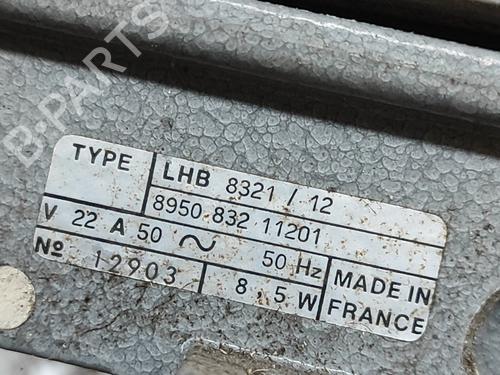 B-PARTS
TYPE LHB 8321 / 12
8950 832 11201
V 22 A 50 ~ 50 Hz
No 12903 8.5 W MADE IN
FRANCE